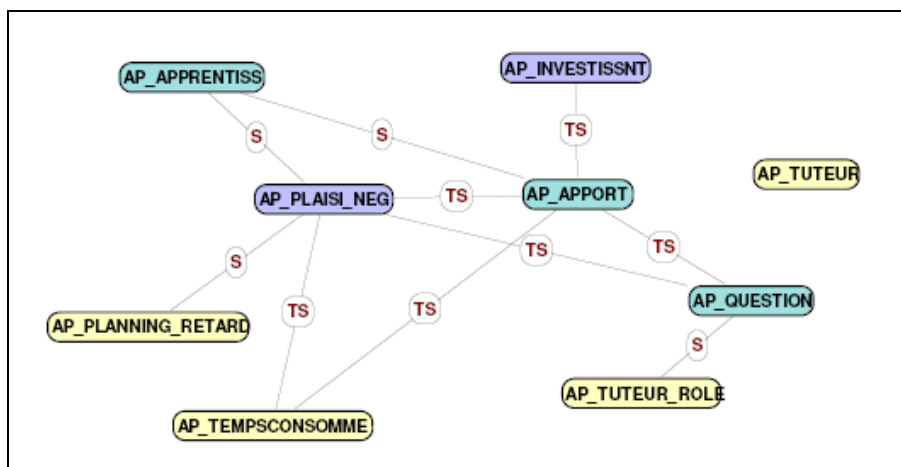 AP_INVESTISSNT
AP_APPRENTISS
TS
S
S
AP_TUTEUR
AP_PLAISI_NEG
TS
AP_APPORT
TS
TS
S
AP_QUESTION
TS
TS
AP_PLANNING_RETARD
S
AP_TUTEUR_ROLE
AP_TEMPSCONSOMME